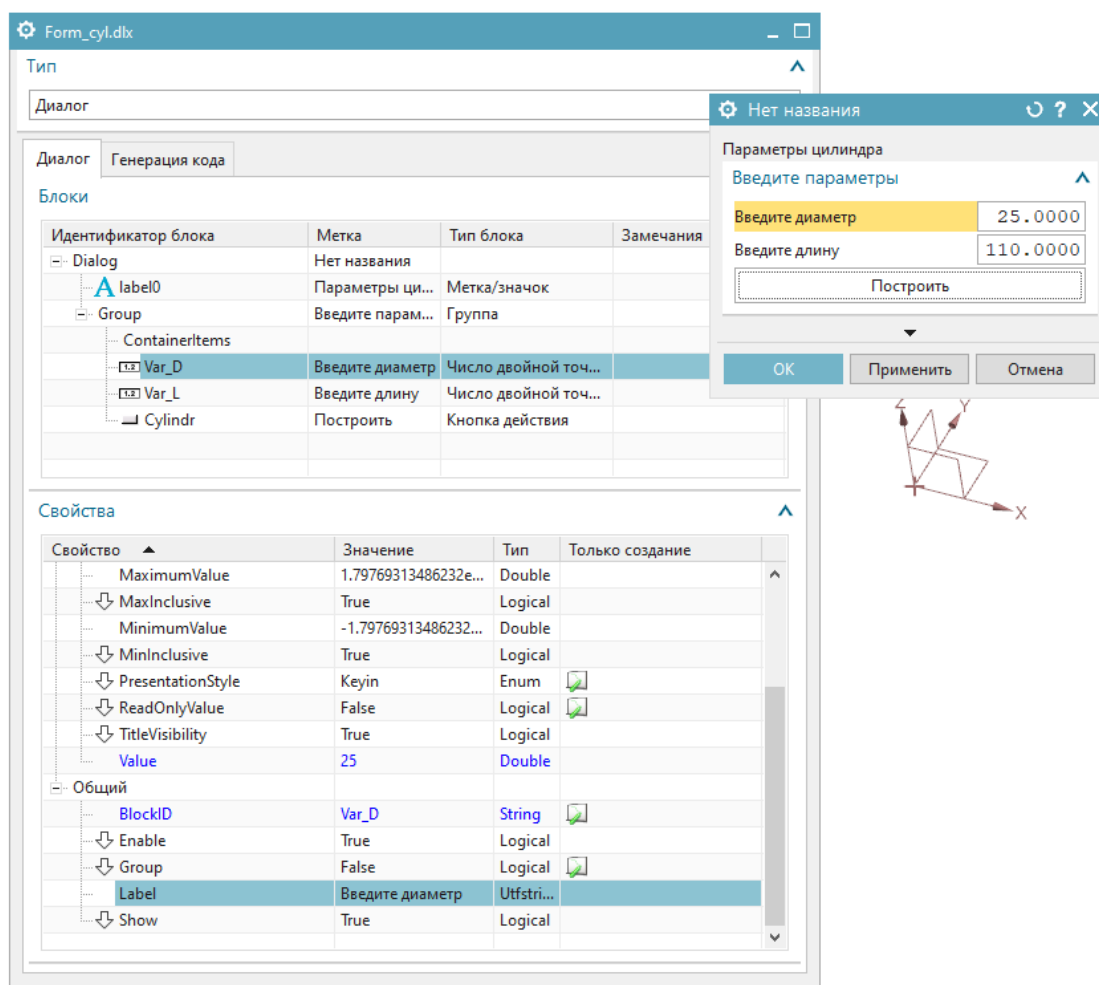 Form_cyl.dlx
Тип
Диалог
Диалог Генерация кода
Блоки
Идентификатор блока Метка Тип блока Замечания
Dialog Нет названия
A label0 Параметры ци... Метка/значок
Group Введите парам... Группа
ContainerItems
1.2 Var_D Введите диаметр Число двойной точ...
1.2 Var_L Введите длину Число двойной точ...
Cylindr Построить Кнопка действия
Свойства
Свойство Значение Тип Только создание
MaximumValue 1.79769313486232e... Double
MaxInclusive True Logical
MinimumValue -1.79769313486232... Double
MinInclusive True Logical
PresentationStyle Keyin Enum
ReadOnlyValue False Logical
TitleVisibility True Logical
Value 25 Double
Общий
BlockID Var_D String
Enable True Logical
Group False Logical
Label Введите диаметр Utfstri...
Show True Logical
Нет названия ?
Параметры цилиндра
Введите параметры
Введите диаметр 25.0000
Введите длину 110.0000
Построить
OK Применить Отмена
Z Y
X